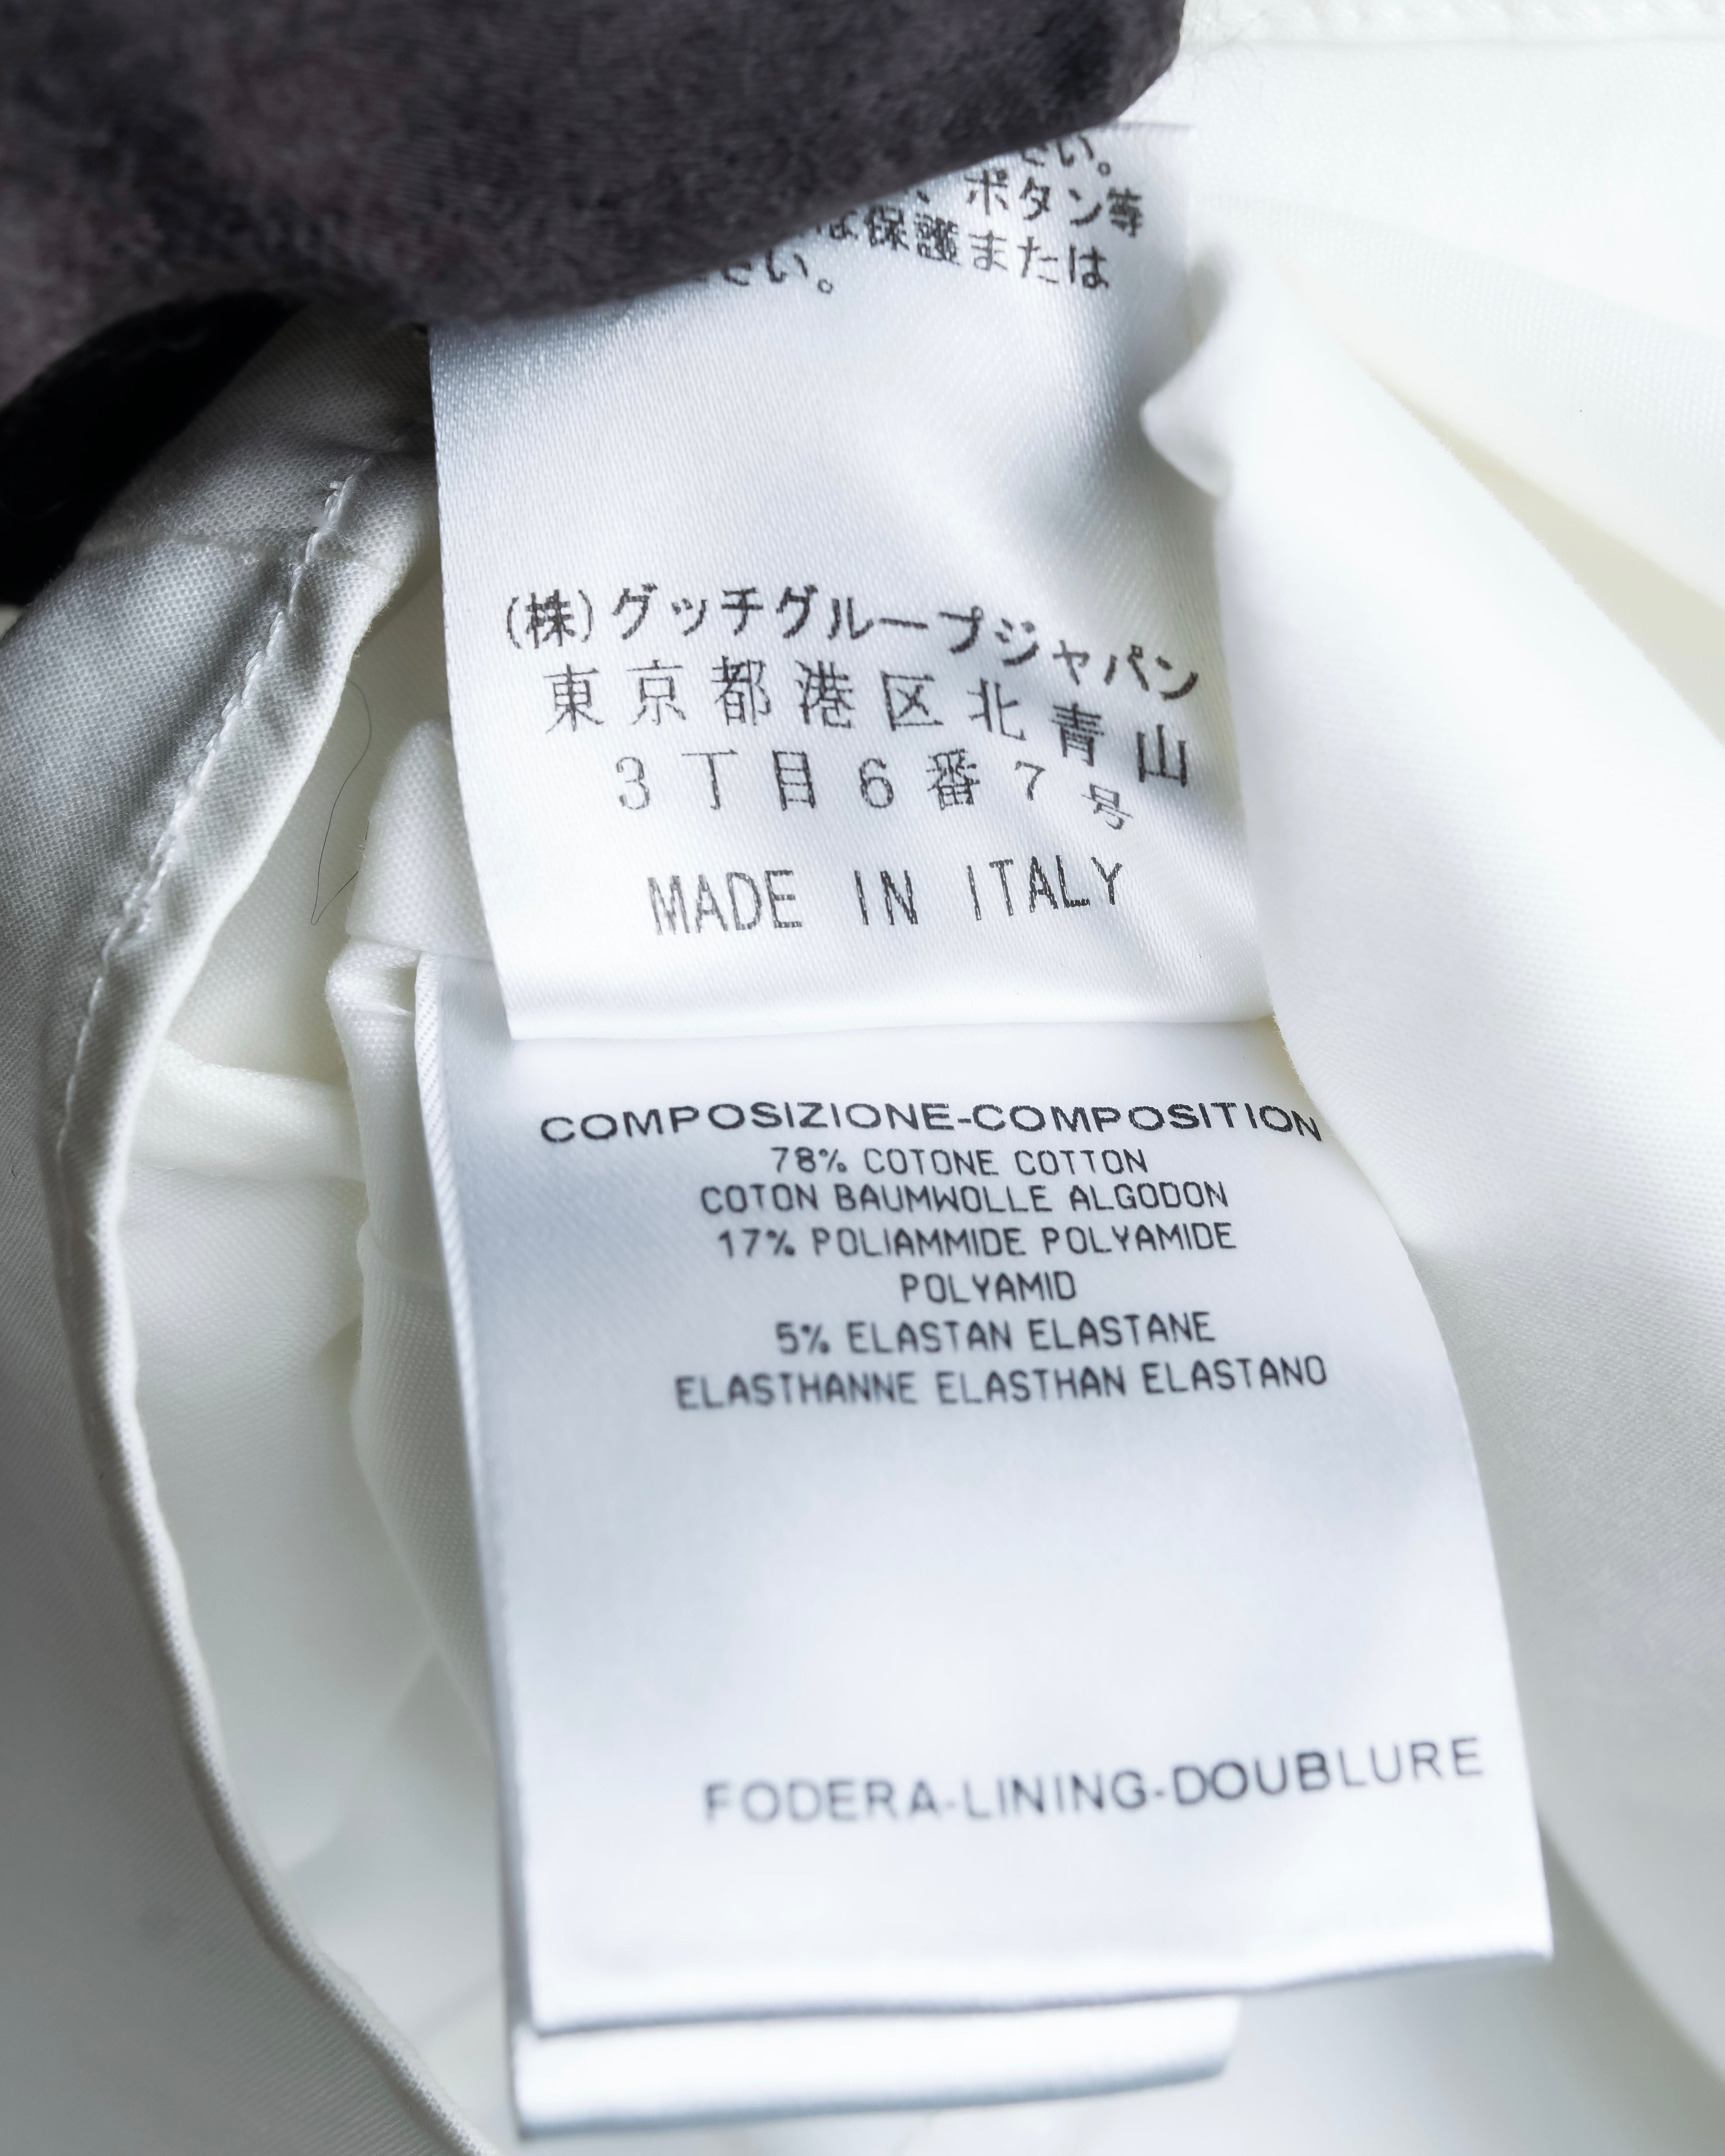 さい。
、ボタン等
は保護または
さい。
(株)グッチグループジャパン
東京都港区北青山
3丁目6番7号
MADE IN ITALY
COMPOSIZIONE-COMPOSITION
78% COTONE COTTON
COTON BAUMWOLLE ALGODON
17% POLIAMMIDE POLYAMIDE
POLYAMID
5% ELASTAN ELASTANE
ELASTHANNE ELASTHAN ELASTANO
FODERA-LINING-DOUBLURE